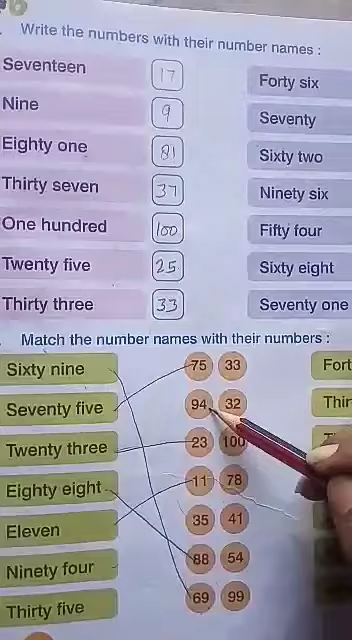 Write the numbers with their number names :
Seventeen 17
Forty six
Nine 9
Seventy
Eighty one 81
Sixty two
Thirty seven 37
Ninety six
One hundred 100
Fifty four
Twenty five 25
Sixty eight
Thirty three 33
Seventy one
Match the number names with their numbers :
Sixty nine 75 33 Fort
Seventy five 94 32 Thir
Twenty three 23 100
Eighty eight 11 78
Eleven 35 41
Ninety four 88 54
Thirty five 69 99